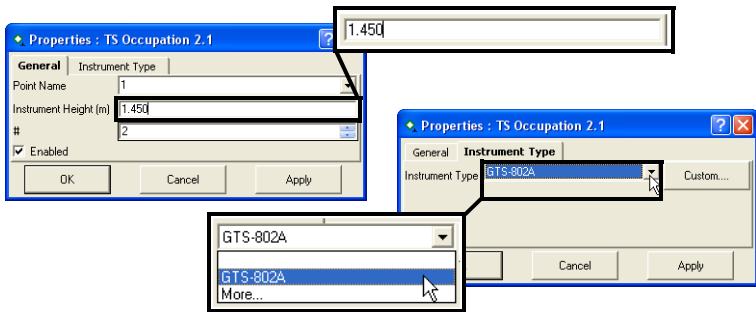 1.450
Properties : TS Occupation 2.1
General Instrument Type
Point Name 1
Instrument Height (m) 1.450
# 2
Enabled
OK Cancel Apply
Properties : TS Occupation 2.1
General Instrument Type
Instrument Type GTS-802A Custom....
Cancel Apply
GTS-802A
GTS-802A
More...